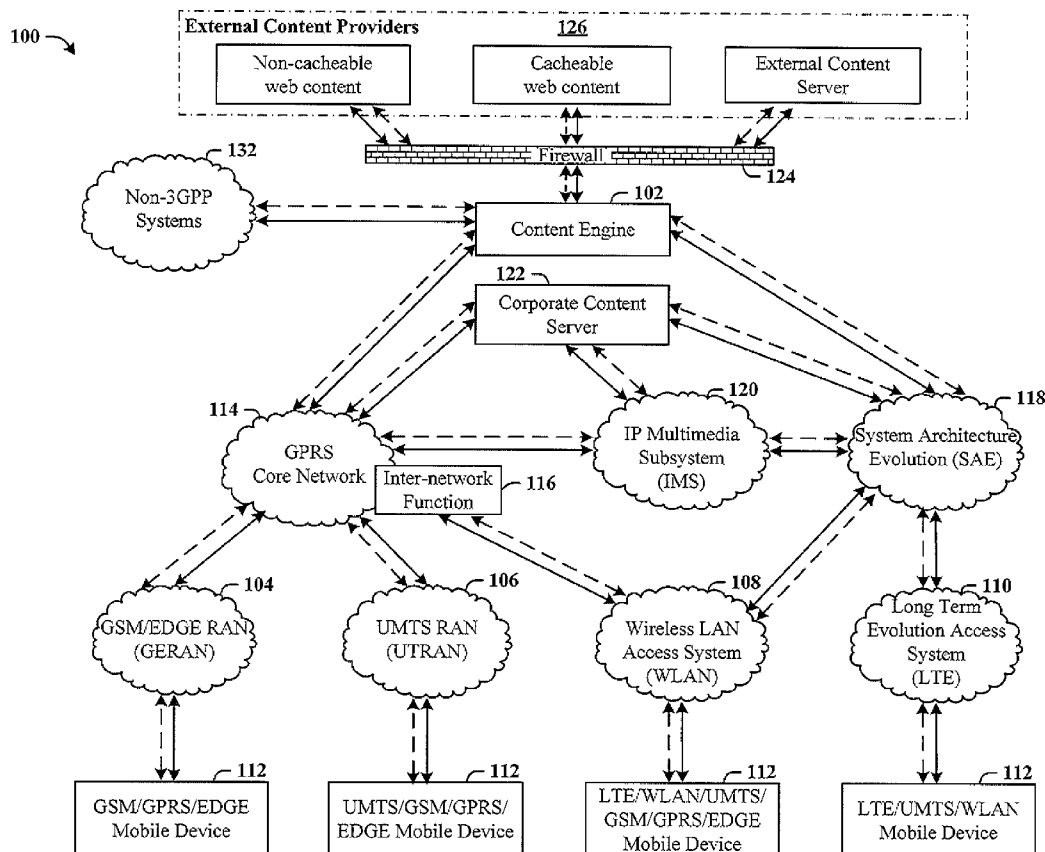 100
External Content Providers
126
Non-cacheable
web content
Cacheable
web content
External Content
Server
Firewall
124
132
Non-3GPP
Systems
102
Content Engine
122
Corporate Content
Server
114
GPRS
Core Network
Inter-network
Function
116
120
IP Multimedia
Subsystem
(IMS)
118
System Architecture
Evolution (SAE)
104
GSM/EDGE RAN
(GERAN)
106
UMTS RAN
(UTRAN)
108
Wireless LAN
Access System
(WLAN)
110
Long Term
Evolution Access
System
(LTE)
112
GSM/GPRS/EDGE
Mobile Device
112
UMTS/GSM/GPRS/
EDGE Mobile Device
112
LTE/WLAN/UMTS/
GSM/GPRS/EDGE
Mobile Device
112
LTE/UMTS/WLAN
Mobile Device